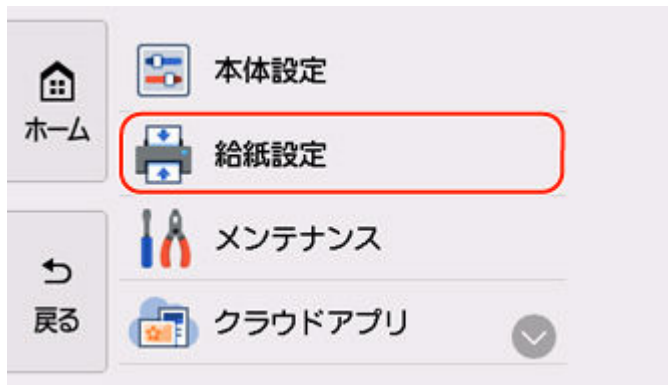 本体設定
ホーム
給紙設定
メンテナンス
戻る
クラウドアプリ